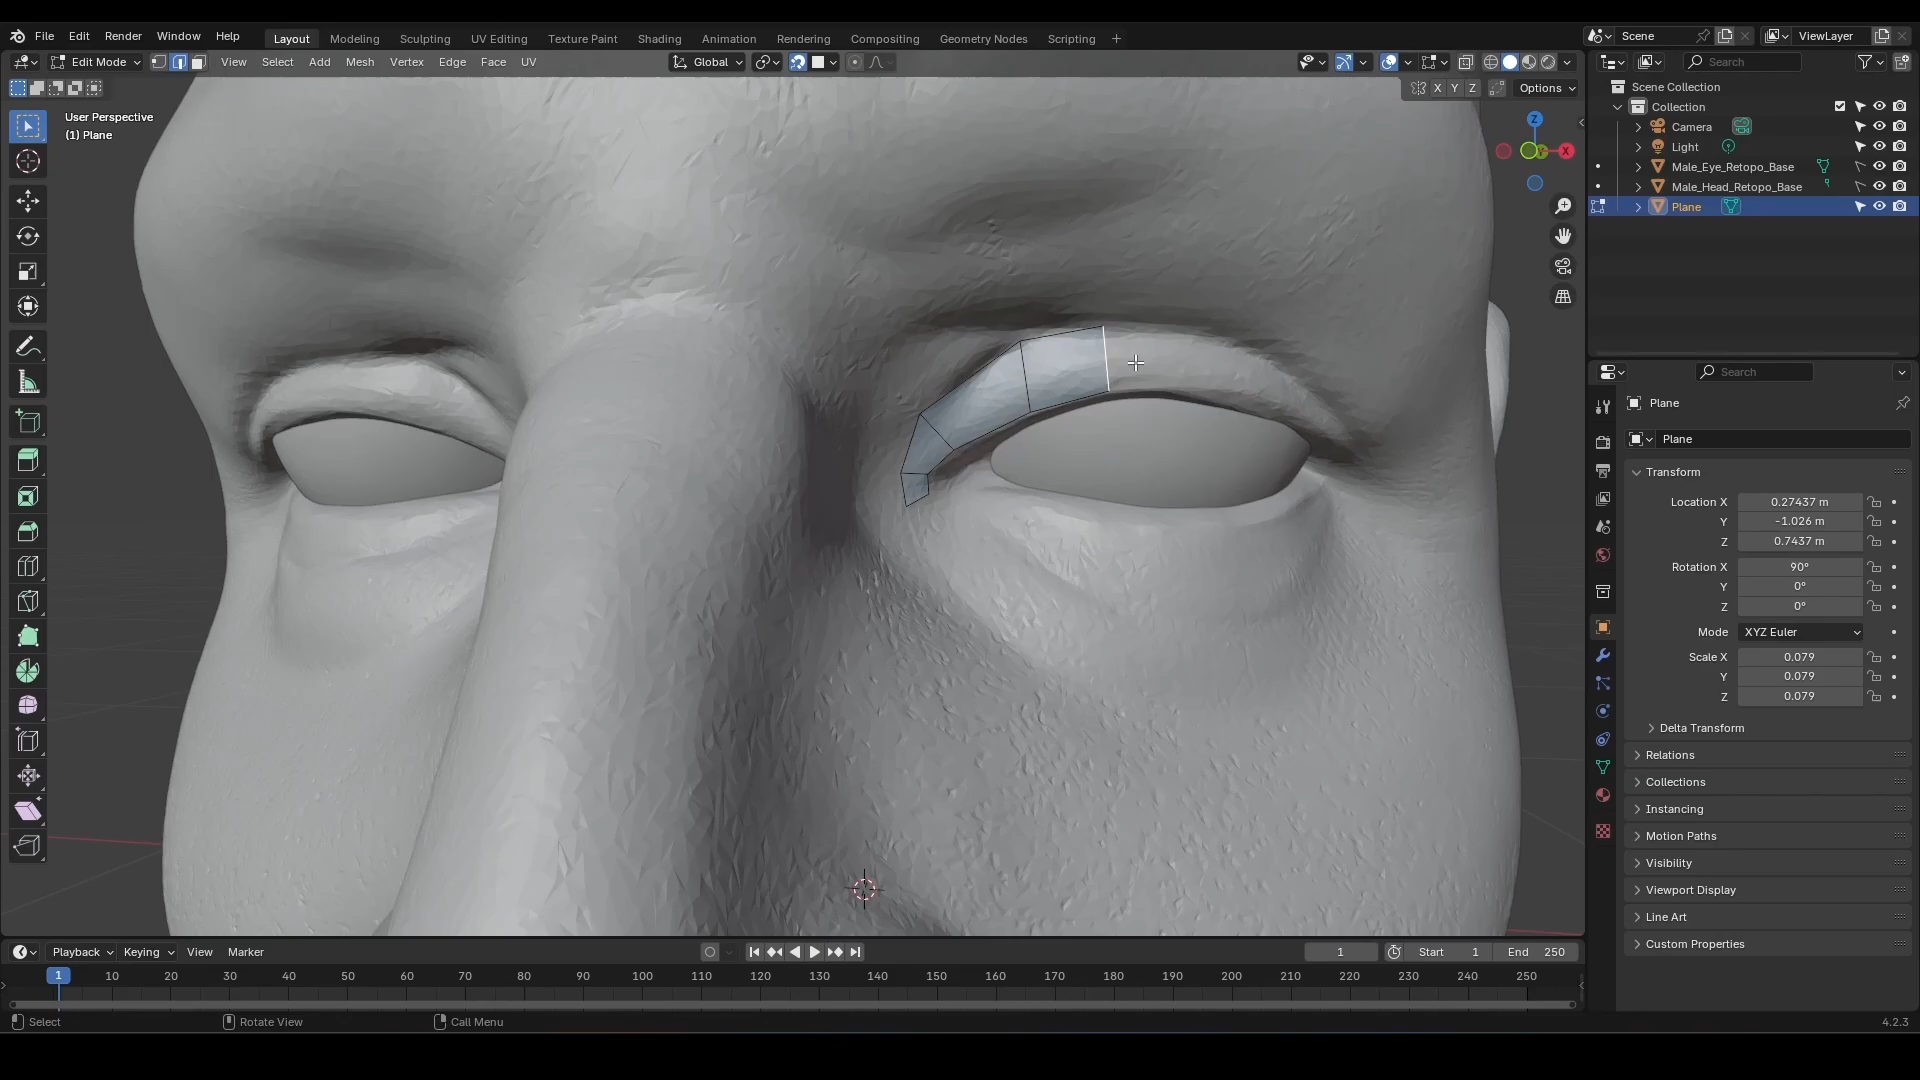 File Edit Render Window Help Layout Modeling Sculpting UV Editing Texture Paint Shading Animation Rendering Compositing Geometry Nodes Scripting + Scene ViewLayer
Edit Mode View Select Add Mesh Vertex Edge Face UV Global Search
X Y Z Options
User Perspective
(1) Plane
Z
X
Scene Collection
Collection
Camera
Light
Male_Eye_Retopo_Base
Male_Head_Retopo_Base
Plane
Search
Plane
Plane
Transform
Location X 0.27437 m
Y -1.026 m
Z 0.7437 m
Rotation X 90°
Y 0°
Z 0°
Mode XYZ Euler
Scale X 0.079
Y 0.079
Z 0.079
Delta Transform
Relations
Collections
Instancing
Motion Paths
Visibility
Viewport Display
Line Art
Custom Properties
Playback Keying View Marker 1 Start 1 End 250
1 10 20 30 40 50 60 70 80 90 100 110 120 130 140 150 160 170 180 190 200 210 220 230 240 250
Select Rotate View Call Menu 4.2.3